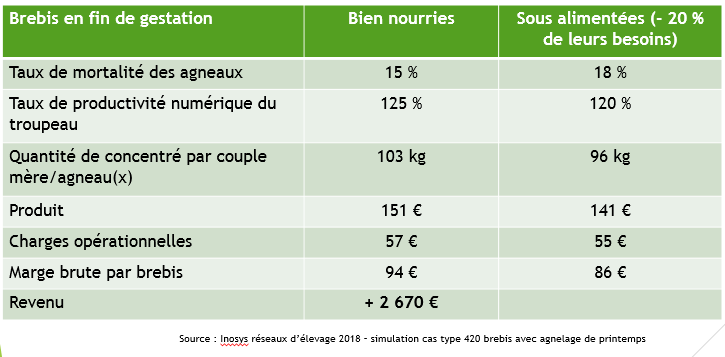 Brebis en fin de gestation Bien nourries Sous alimentées (- 20 %
de leurs besoins)
Taux de mortalité des agneaux 15 % 18 %
Taux de productivité numérique du 125 % 120 %
troupeau
Quantité de concentré par couple 103 kg 96 kg
mère/agneau(x)
Produit 151 € 141 €
Charges opérationnelles 57 € 55 €
Marge brute par brebis 94 € 86 €
Revenu + 2 670 €
Source : Inosys réseaux d'élevage 2018 - simulation cas type 420 brebis avec agnelage de printemps